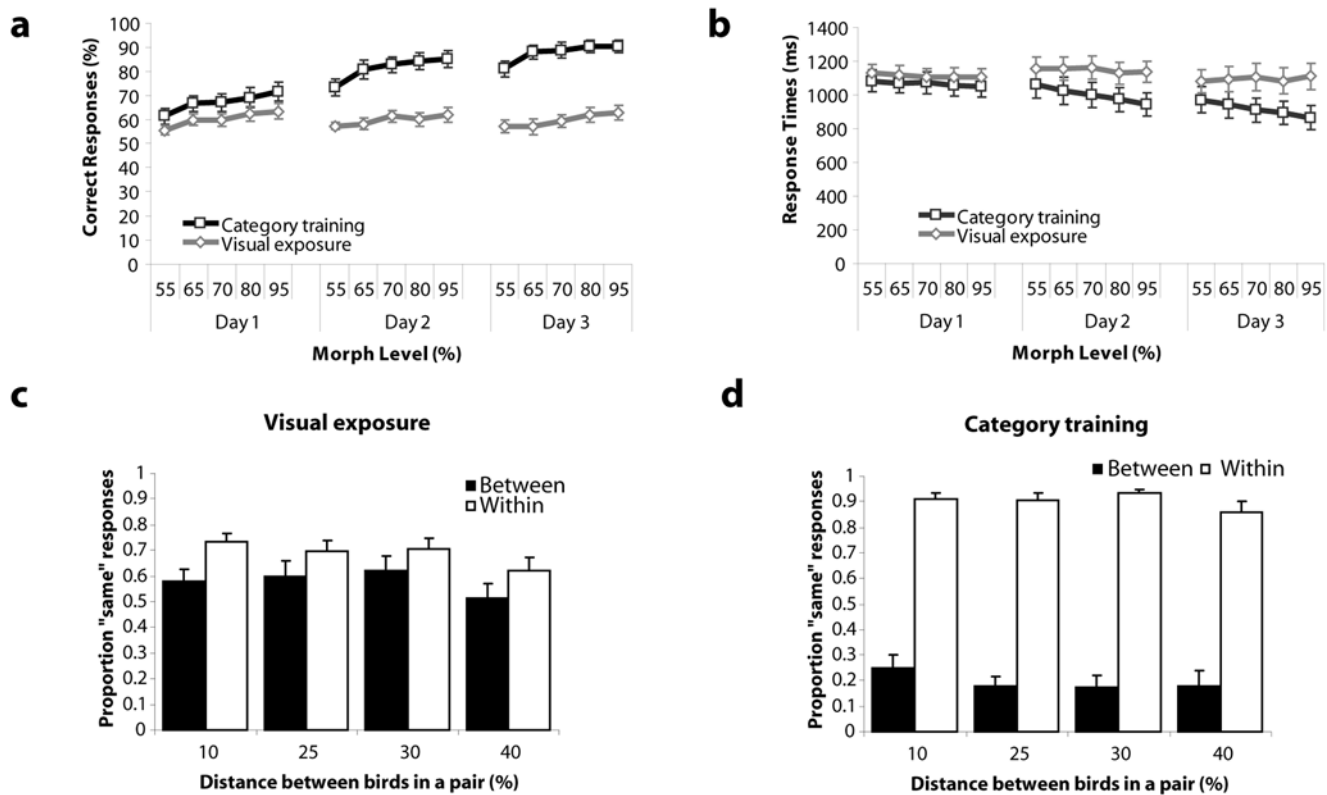 a
Correct Responses (%)
100
90
80
70
60
50
40
30
20
10
0
Category training
Visual exposure
55 65 70 80 95 55 65 70 80 95 55 65 70 80 95
Day 1 Day 2 Day 3
Morph Level (%)
b
Response Times (ms)
1400
1200
1000
800
600
400
200
0
Category training
Visual exposure
55 65 70 80 95 55 65 70 80 95 55 65 70 80 95
Day 1 Day 2 Day 3
Morph Level (%)
c
Visual exposure
Proportion "same" responses
1
0.9
0.8
0.7
0.6
0.5
0.4
0.3
0.2
0.1
0
Between
Within
10 25 30 40
Distance between birds in a pair (%)
d
Category training
Proportion "same" responses
Between Within
1
0.9
0.8
0.7
0.6
0.5
0.4
0.3
0.2
0.1
0
10 25 30 40
Distance between birds in a pair (%)